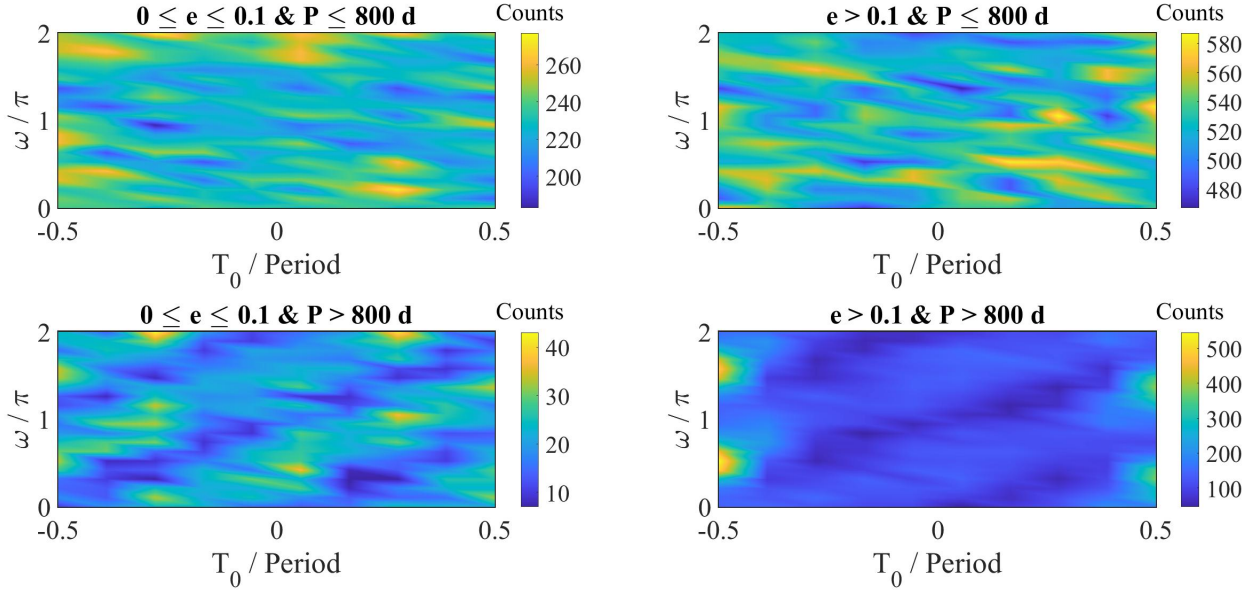 0 ≤ e ≤ 0.1 & P ≤ 800 d
Counts
2
1
0
ω / π
-0.5
0
0.5
T₀ / Period
260
240
220
200
e > 0.1 & P ≤ 800 d
Counts
2
1
0
ω / π
-0.5
0
0.5
T₀ / Period
580
560
540
520
500
480
0 ≤ e ≤ 0.1 & P > 800 d
Counts
2
1
0
ω / π
-0.5
0
0.5
T₀ / Period
40
30
20
10
e > 0.1 & P > 800 d
Counts
2
1
0
ω / π
-0.5
0
0.5
T₀ / Period
500
400
300
200
100